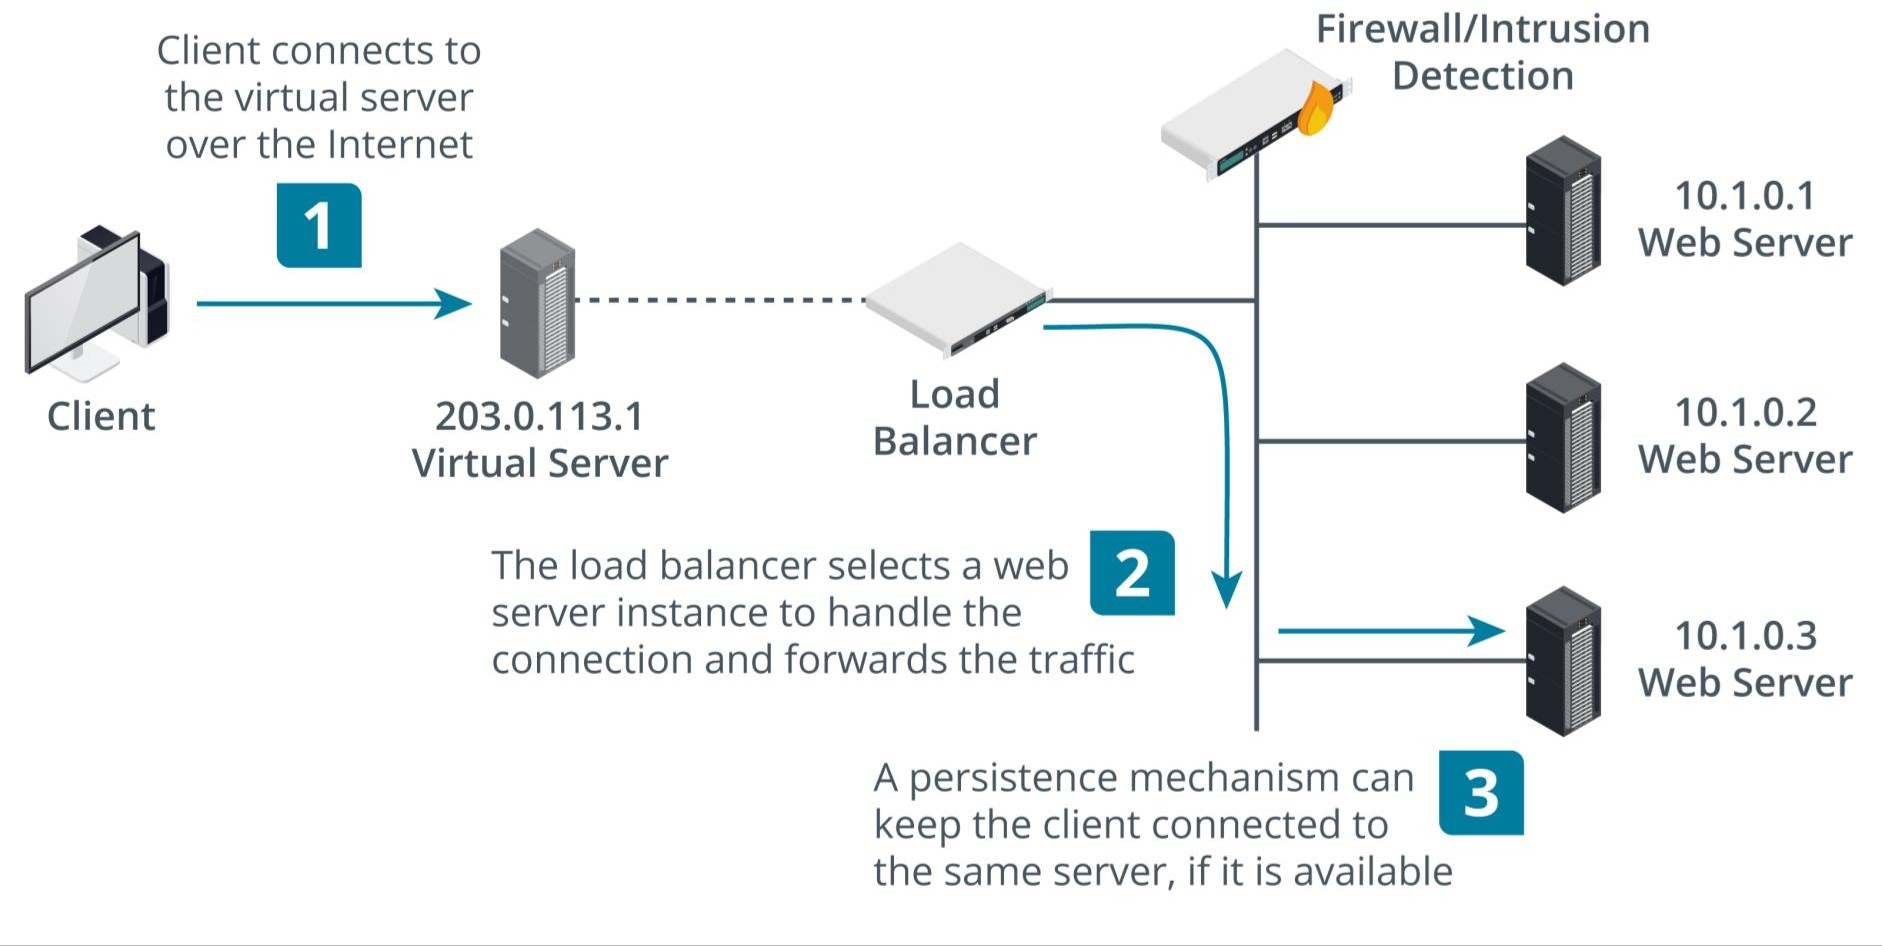 Client connects to
the virtual server
over the Internet
1
Client
203.0.113.1
Virtual Server
Load
Balancer
Firewall/Intrusion
Detection
10.1.0.1
Web Server
10.1.0.2
Web Server
10.1.0.3
Web Server
The load balancer selects a web
server instance to handle the
connection and forwards the traffic
2
A persistence mechanism can
keep the client connected to
the same server, if it is available
3